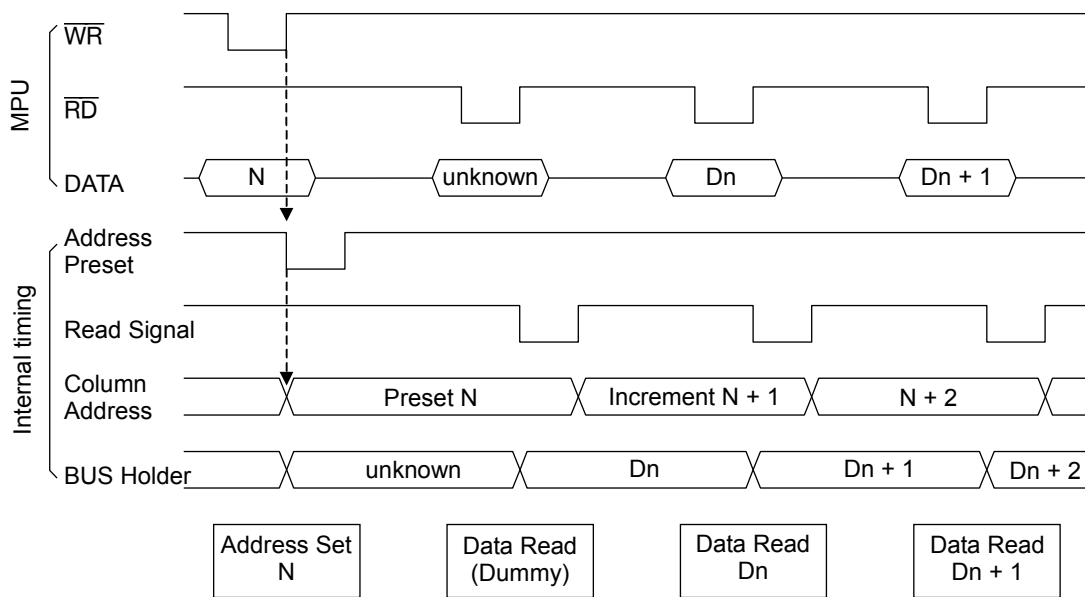 MPU
W̅R̅
R̅D̅
DATA
N
unknown
Dn
Dn + 1
Internal timing
Address
Preset
Read Signal
Column
Address
Preset N
Increment N + 1
N + 2
BUS Holder
unknown
Dn
Dn + 1
Dn + 2
Address Set
N
Data Read
(Dummy)
Data Read
Dn
Data Read
Dn + 1